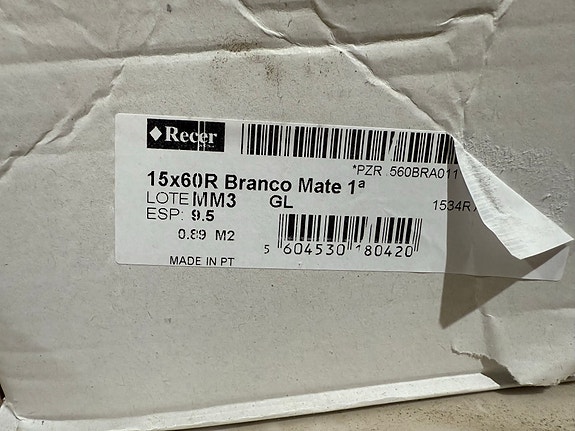 Recer
*PZR 560BRA011
15x60R Branco Mate 1ª
LOTE MM3 GL
1534R
ESP: 9.5
0.89 M2
5 604530 180420
MADE IN PT